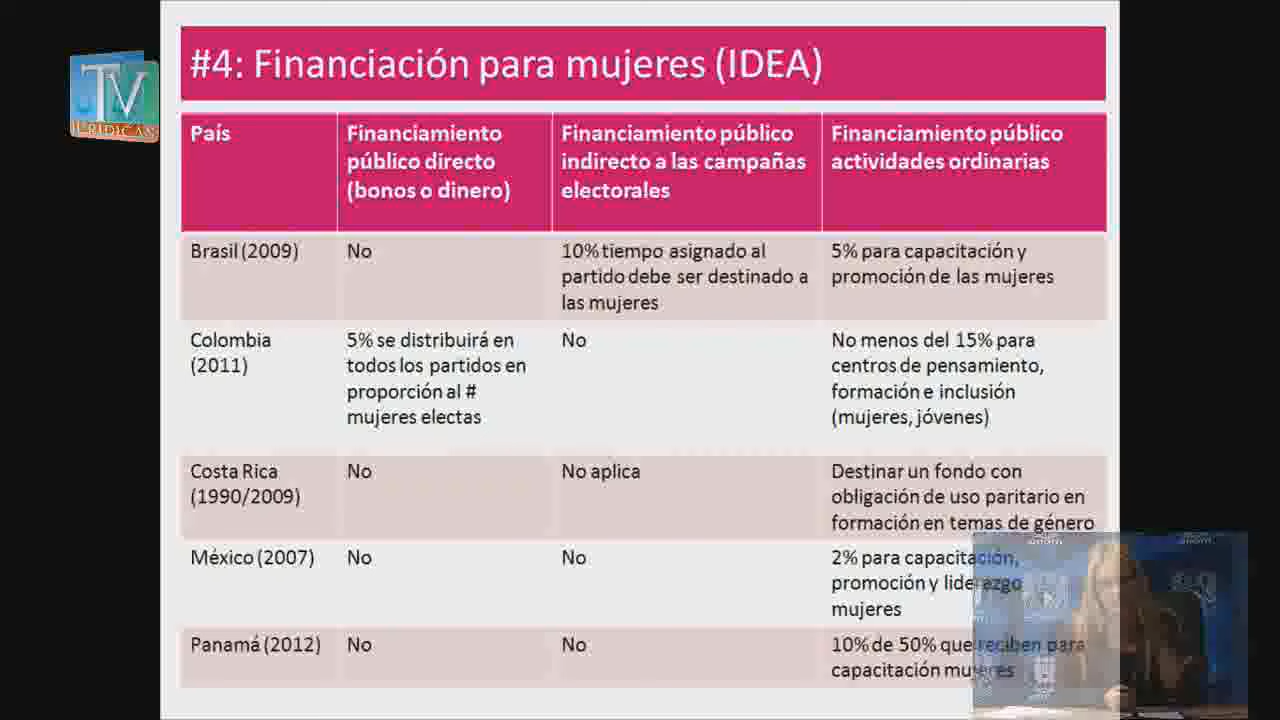 #4: Financiación para mujeres (IDEA)
TV
JURIDICAS
País
Financiamiento
público directo
(bonos o dinero)
Financiamiento público
indirecto a las campañas
electorales
Financiamiento público
actividades ordinarias
Brasil (2009)
No
10% tiempo asignado al
partido debe ser destinado a
las mujeres
5% para capacitación y
promoción de las mujeres
Colombia
(2011)
5% se distribuirá en
todos los partidos en
proporción al #
mujeres electas
No
No menos del 15% para
centros de pensamiento,
formación e inclusión
(mujeres, jóvenes)
Costa Rica
(1990/2009)
No
No aplica
Destinar un fondo con
obligación de uso paritario en
formación en temas de género
México (2007)
No
No
2% para capacitación,
promoción y liderazgo
mujeres
Panamá (2012)
No
No
10% de 50% que reciben para
capacitación mujeres